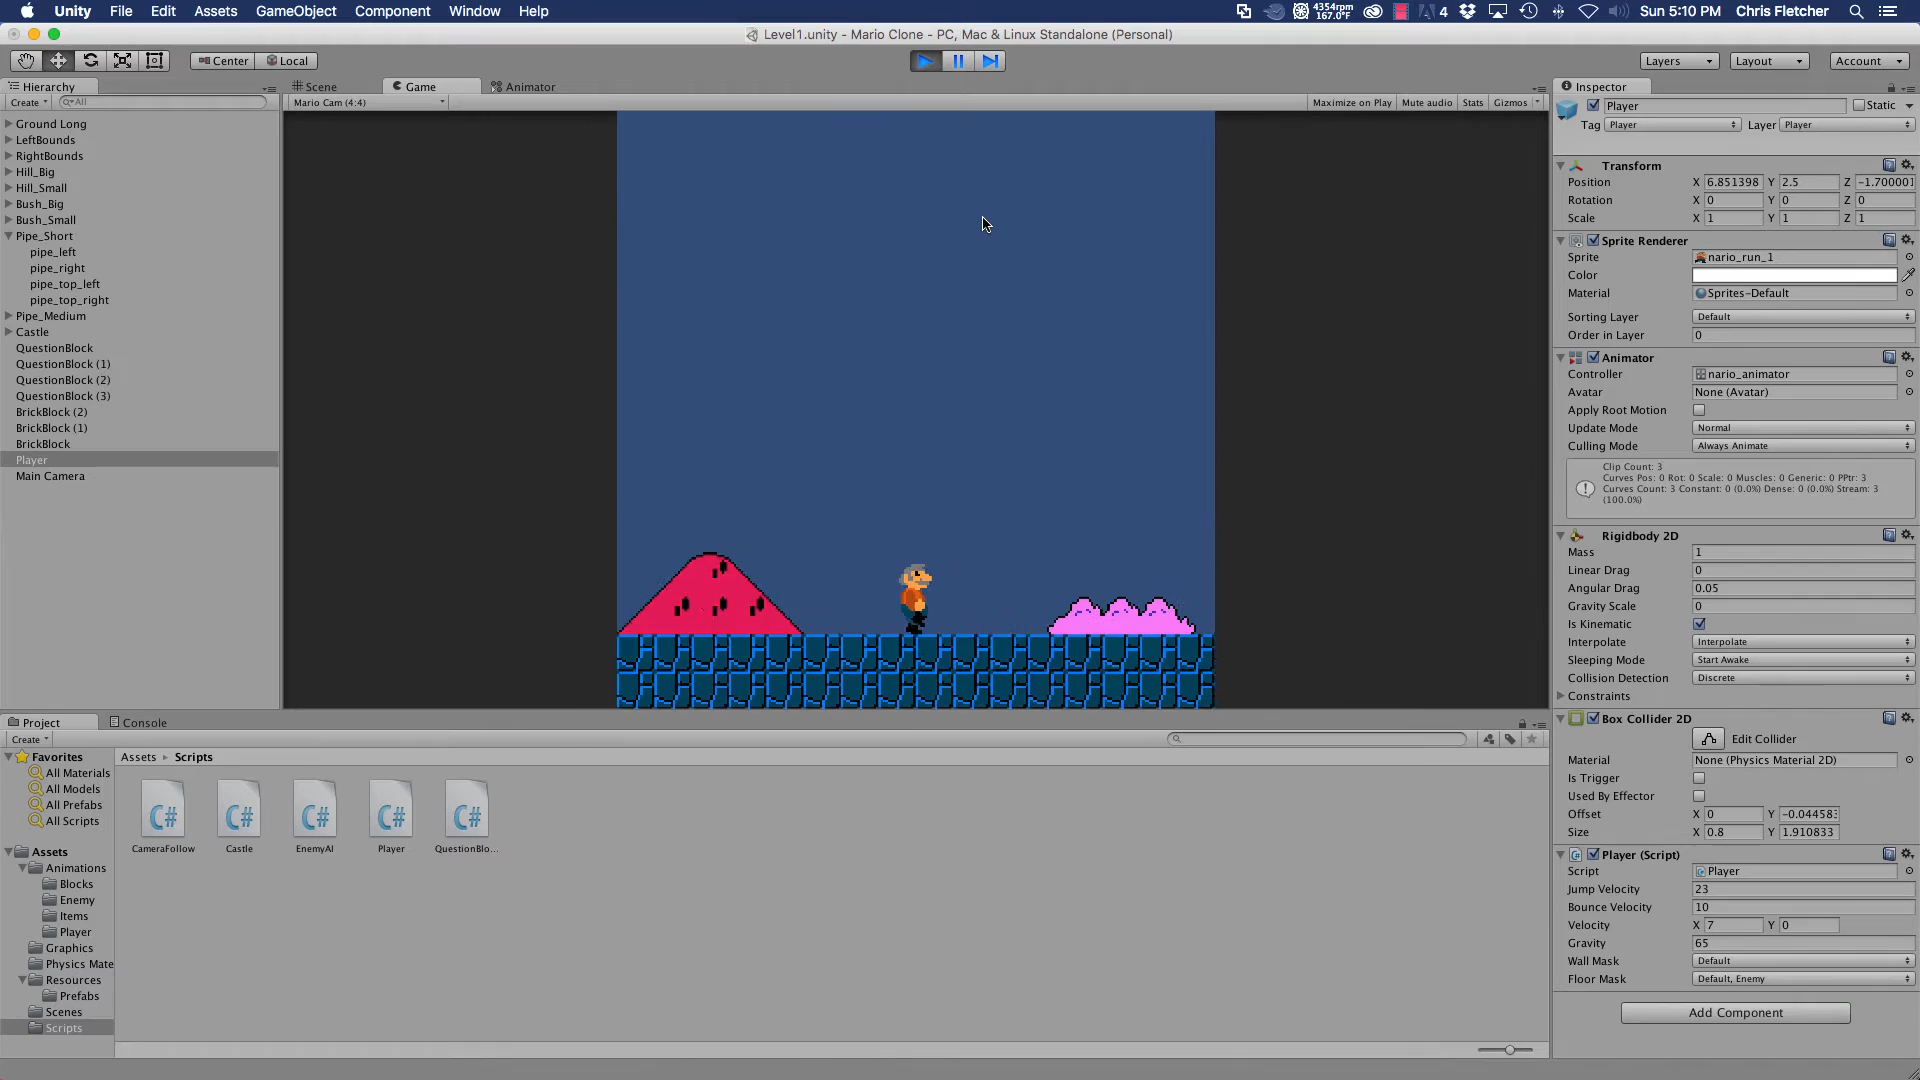 Unity File Edit Assets GameObject Component Window Help 4354rpm 167.0°F 4 Sun 5:10 PM Chris Fletcher
Level1.unity - Mario Clone - PC, Mac & Linux Standalone (Personal)
Center Local Layers Layout Account
Hierarchy Scene Game Animator Inspector
Create All Mario Cam (4:4) Maximize on Play Mute audio Stats Gizmos
Player Static
Tag Player Layer Player
Ground Long
LeftBounds
RightBounds
Hill_Big
Hill_Small
Bush_Big
Bush_Small
Pipe_Short
pipe_left
pipe_right
pipe_top_left
pipe_top_right
Pipe_Medium
Castle
QuestionBlock
QuestionBlock (1)
QuestionBlock (2)
QuestionBlock (3)
BrickBlock (2)
BrickBlock (1)
BrickBlock
Player
Main Camera
Transform
Position X 6.851398 Y 2.5 Z -1.700001
Rotation X 0 Y 0 Z 0
Scale X 1 Y 1 Z 1
Sprite Renderer
Sprite nario_run_1
Color
Material Sprites-Default
Sorting Layer Default
Order in Layer 0
Animator
Controller nario_animator
Avatar None (Avatar)
Apply Root Motion
Update Mode Normal
Culling Mode Always Animate
Clip Count: 3
Curves Pos: 0 Rot: 0 Scale: 0 Muscles: 0 Generic: 0 PPtr: 3
Curves Count: 3 Constant: 0 (0.0%) Dense: 0 (0.0%) Stream: 3
(100.0%)
Rigidbody 2D
Mass 1
Linear Drag 0
Angular Drag 0.05
Gravity Scale 0
Is Kinematic
Interpolate Interpolate
Sleeping Mode Start Awake
Collision Detection Discrete
Constraints
Box Collider 2D
Edit Collider
Material None (Physics Material 2D)
Is Trigger
Used By Effector
Offset X 0 Y -0.044583
Size X 0.8 Y 1.910833
Player (Script)
Script Player
Jump Velocity 23
Bounce Velocity 10
Velocity X 7 Y 0
Gravity 65
Wall Mask Default
Floor Mask Default, Enemy
Add Component
Project Console
Create
Favorites
All Materials
All Models
All Prefabs
All Scripts
Assets
Animations
Blocks
Enemy
Items
Player
Graphics
Physics Mate
Resources
Prefabs
Scenes
Scripts
Assets Scripts
C# C# C# C# C#
CameraFollow Castle EnemyAI Player QuestionBlo...